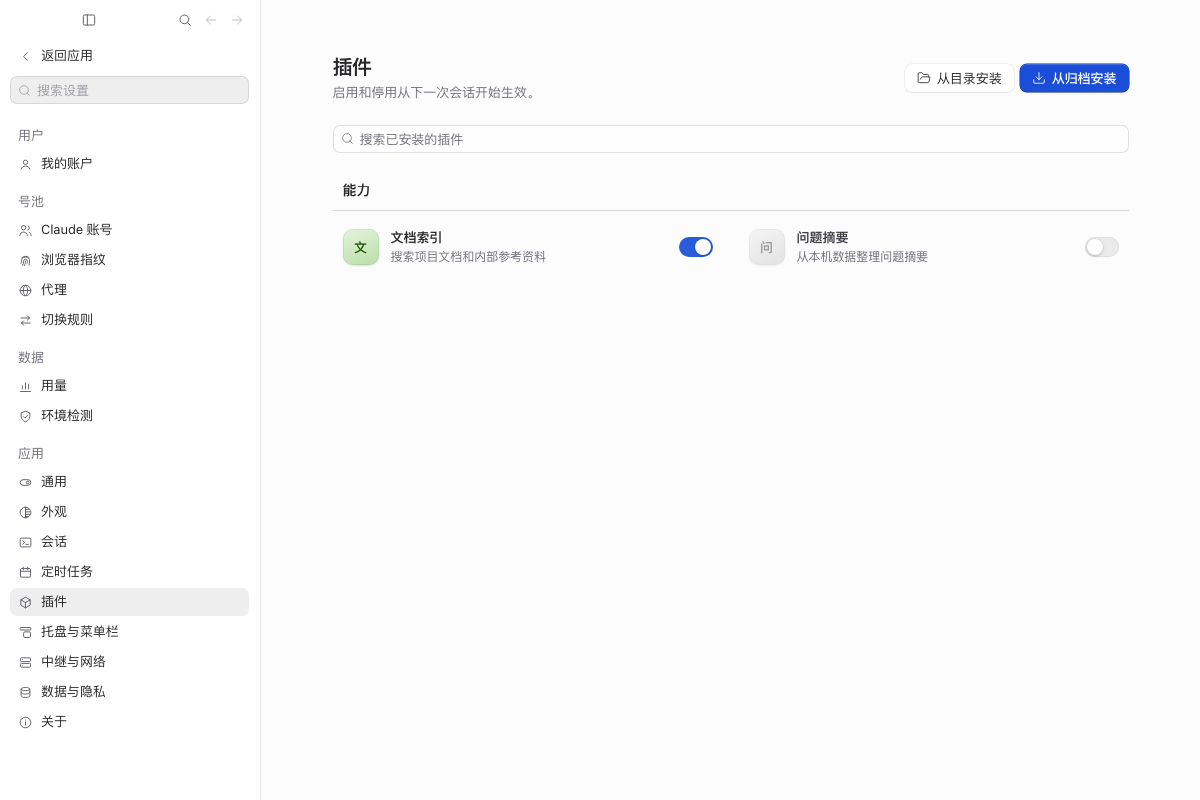 返回应用
搜索设置
用户
我的账户
号池
Claude 账号
浏览器指纹
代理
切换规则
数据
用量
环境检测
应用
通用
外观
会话
定时任务
插件
托盘与菜单栏
中继与网络
数据与隐私
关于
插件
启用和停用从下一次会话开始生效。
从目录安装
从归档安装
搜索已安装的插件
能力
文
文档索引
搜索项目文档和内部参考资料
问
问题摘要
从本机数据整理问题摘要